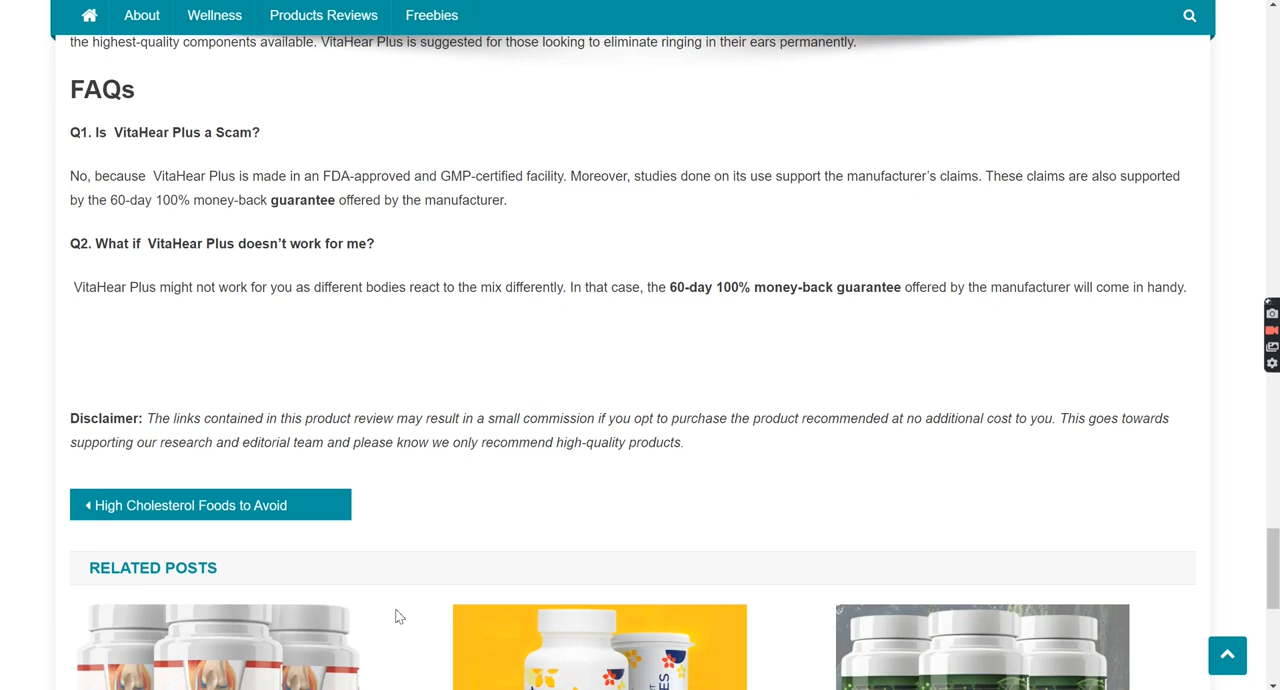 About Wellness Products Reviews Freebies
the highest-quality components available. VitaHear Plus is suggested for those looking to eliminate ringing in their ears permanently.
FAQs
Q1. Is VitaHear Plus a Scam?
No, because VitaHear Plus is made in an FDA-approved and GMP-certified facility. Moreover, studies done on its use support the manufacturer’s claims. These claims are also supported
by the 60-day 100% money-back guarantee offered by the manufacturer.
Q2. What if VitaHear Plus doesn’t work for me?
VitaHear Plus might not work for you as different bodies react to the mix differently. In that case, the 60-day 100% money-back guarantee offered by the manufacturer will come in handy.
Disclaimer: The links contained in this product review may result in a small commission if you opt to purchase the product recommended at no additional cost to you. This goes towards
supporting our research and editorial team and please know we only recommend high-quality products.
High Cholesterol Foods to Avoid
RELATED POSTS